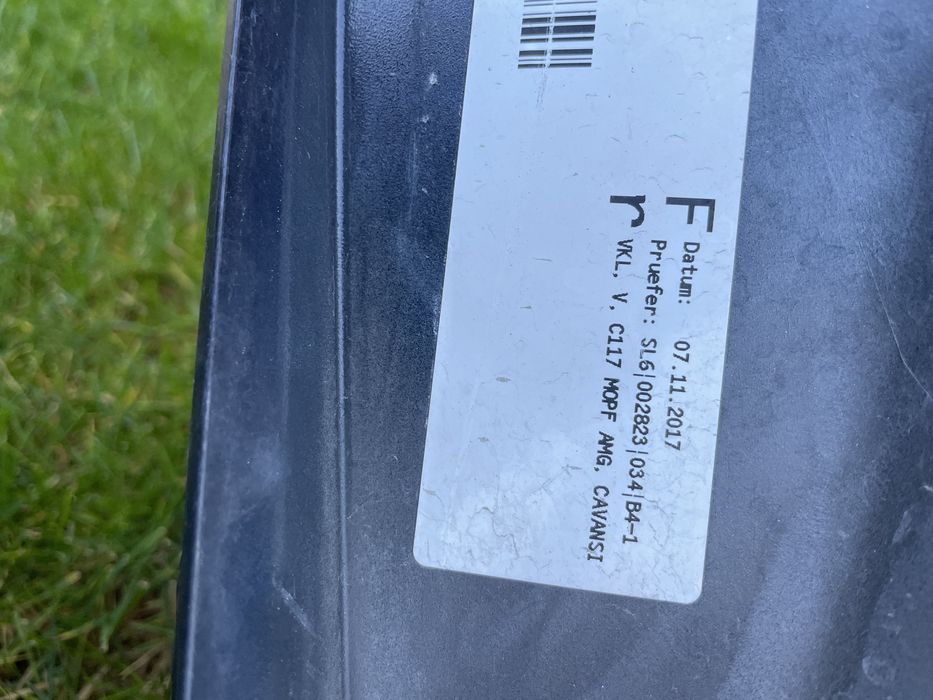 F
r
Datum: 07.11.2017
Pruefer: SL6|002823|034|B4-1
VKL, V, C117 MOPF AMG, CAVANSI